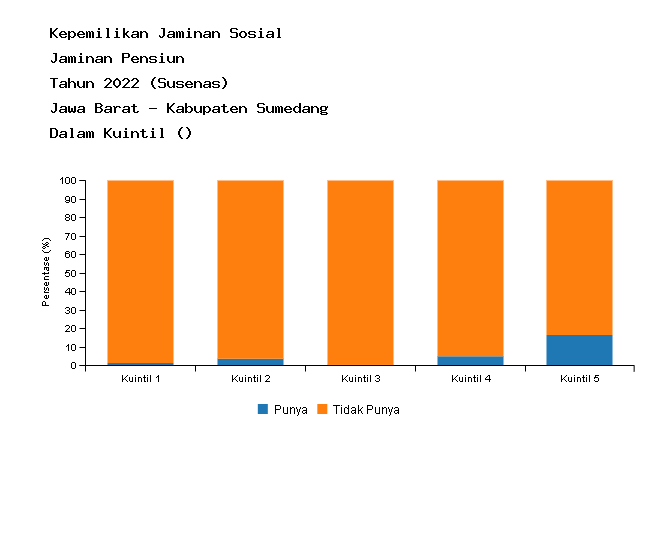 Kepemilikan Jaminan Sosial
Jaminan Pensiun
Tahun 2022 (Susenas)
Jawa Barat - Kabupaten Sumedang
Dalam Kuintil ()
100
90
80
70
60
50
40
30
20
10
0
Persentase (%)
Kuintil 1
Kuintil 2
Kuintil 3
Kuintil 4
Kuintil 5
Punya
Tidak Punya